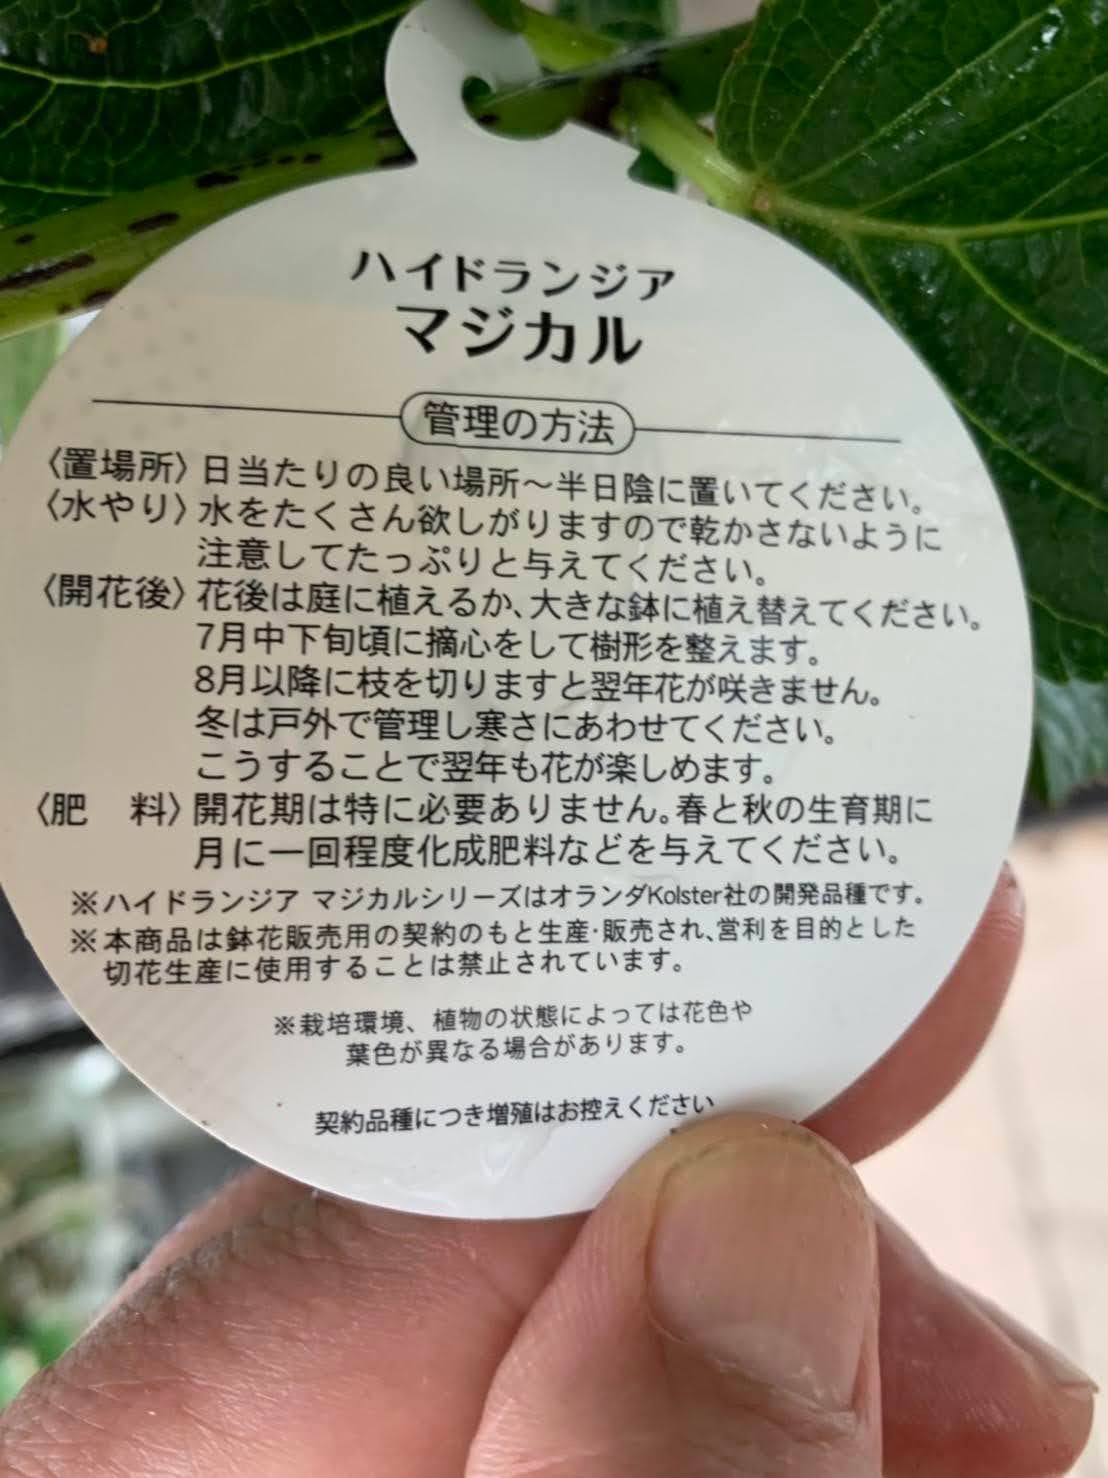 ハイドランジア
マジカル
管理の方法
〈置場所〉日当たりの良い場所～半日陰に置いてください。
〈水やり〉水をたくさん欲しがりますので乾かさないように
注意してたっぷりと与えてください。
〈開花後〉花後は庭に植えるか、大きな鉢に植え替えてください。
7月中下旬頃に摘心をして樹形を整えます。
8月以降に枝を切りますと翌年花が咲きません。
冬は戸外で管理し寒さにあわせてください。
こうすることで翌年も花が楽しめます。
〈肥　料〉開花期は特に必要ありません。春と秋の生育期に
月に一回程度化成肥料などを与えてください。
※ハイドランジア マジカルシリーズはオランダKolster社の開発品種です。
※本商品は鉢花販売用の契約のもと生産・販売され、営利を目的とした
切花生産に使用することは禁止されています。
※栽培環境、植物の状態によっては花色や
葉色が異なる場合があります。
契約品種につき増殖はお控えください